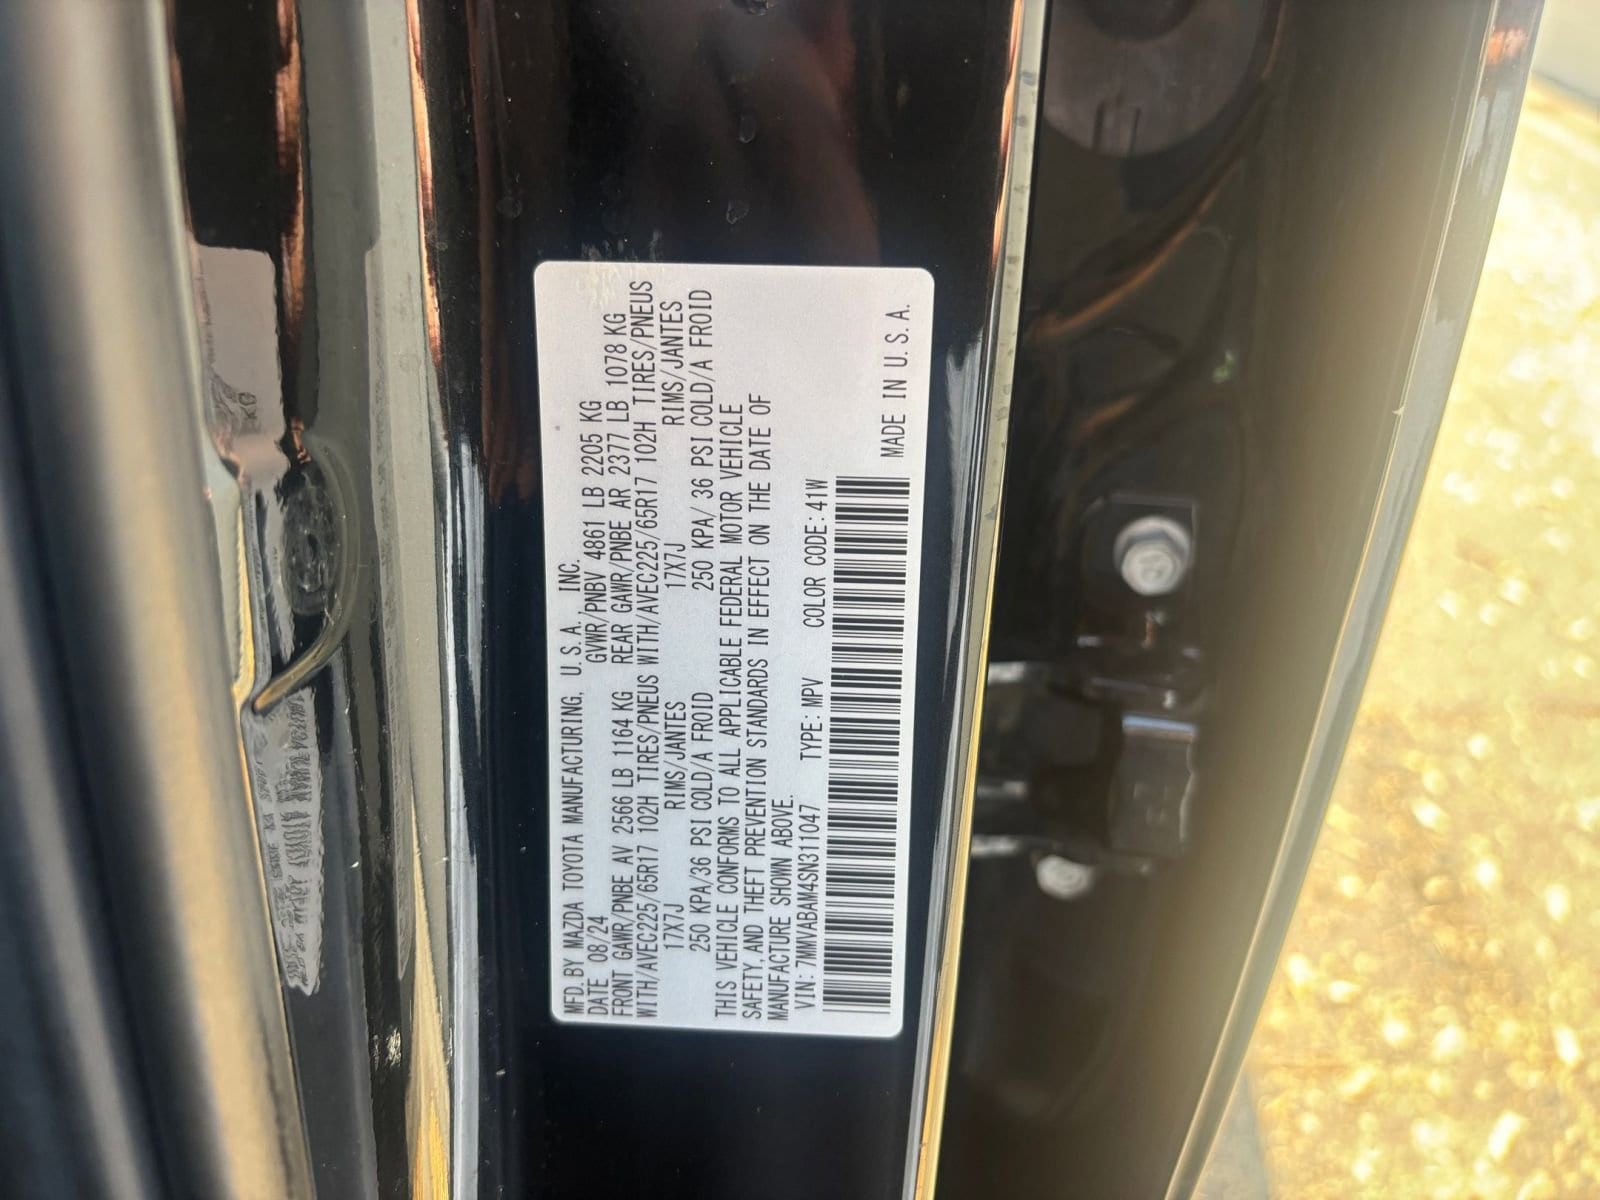 MFD. BY MAZDA TOYOTA MANUFACTURING, U. S. A. INC.
DATE 08/24 GVWR/PNBV 4861 LB 2205 KG
FRONT GAWR/PNBE AV 2566 LB 1164 KG REAR GAWR/PNBE AR 2377 LB 1078 KG
WITH/AVEC225/65R17 102H TIRES/PNEUS WITH/AVEC225/65R17 102H TIRES/PNEUS
17X7J RIMS/JANTES 17X7J RIMS/JANTES
250 KPA/36 PSI COLD/A FROID 250 KPA/ 36 PSI COLD/A FROID
THIS VEHICLE CONFORMS TO ALL APPLICABLE FEDERAL MOTOR VEHICLE
SAFETY, AND THEFT PREVENTION STANDARDS IN EFFECT ON THE DATE OF
MANUFACTURE SHOWN ABOVE.
VIN: 7MMVABAM4SN311047 TYPE: MPV COLOR CODE: 41W
MADE IN U. S. A.